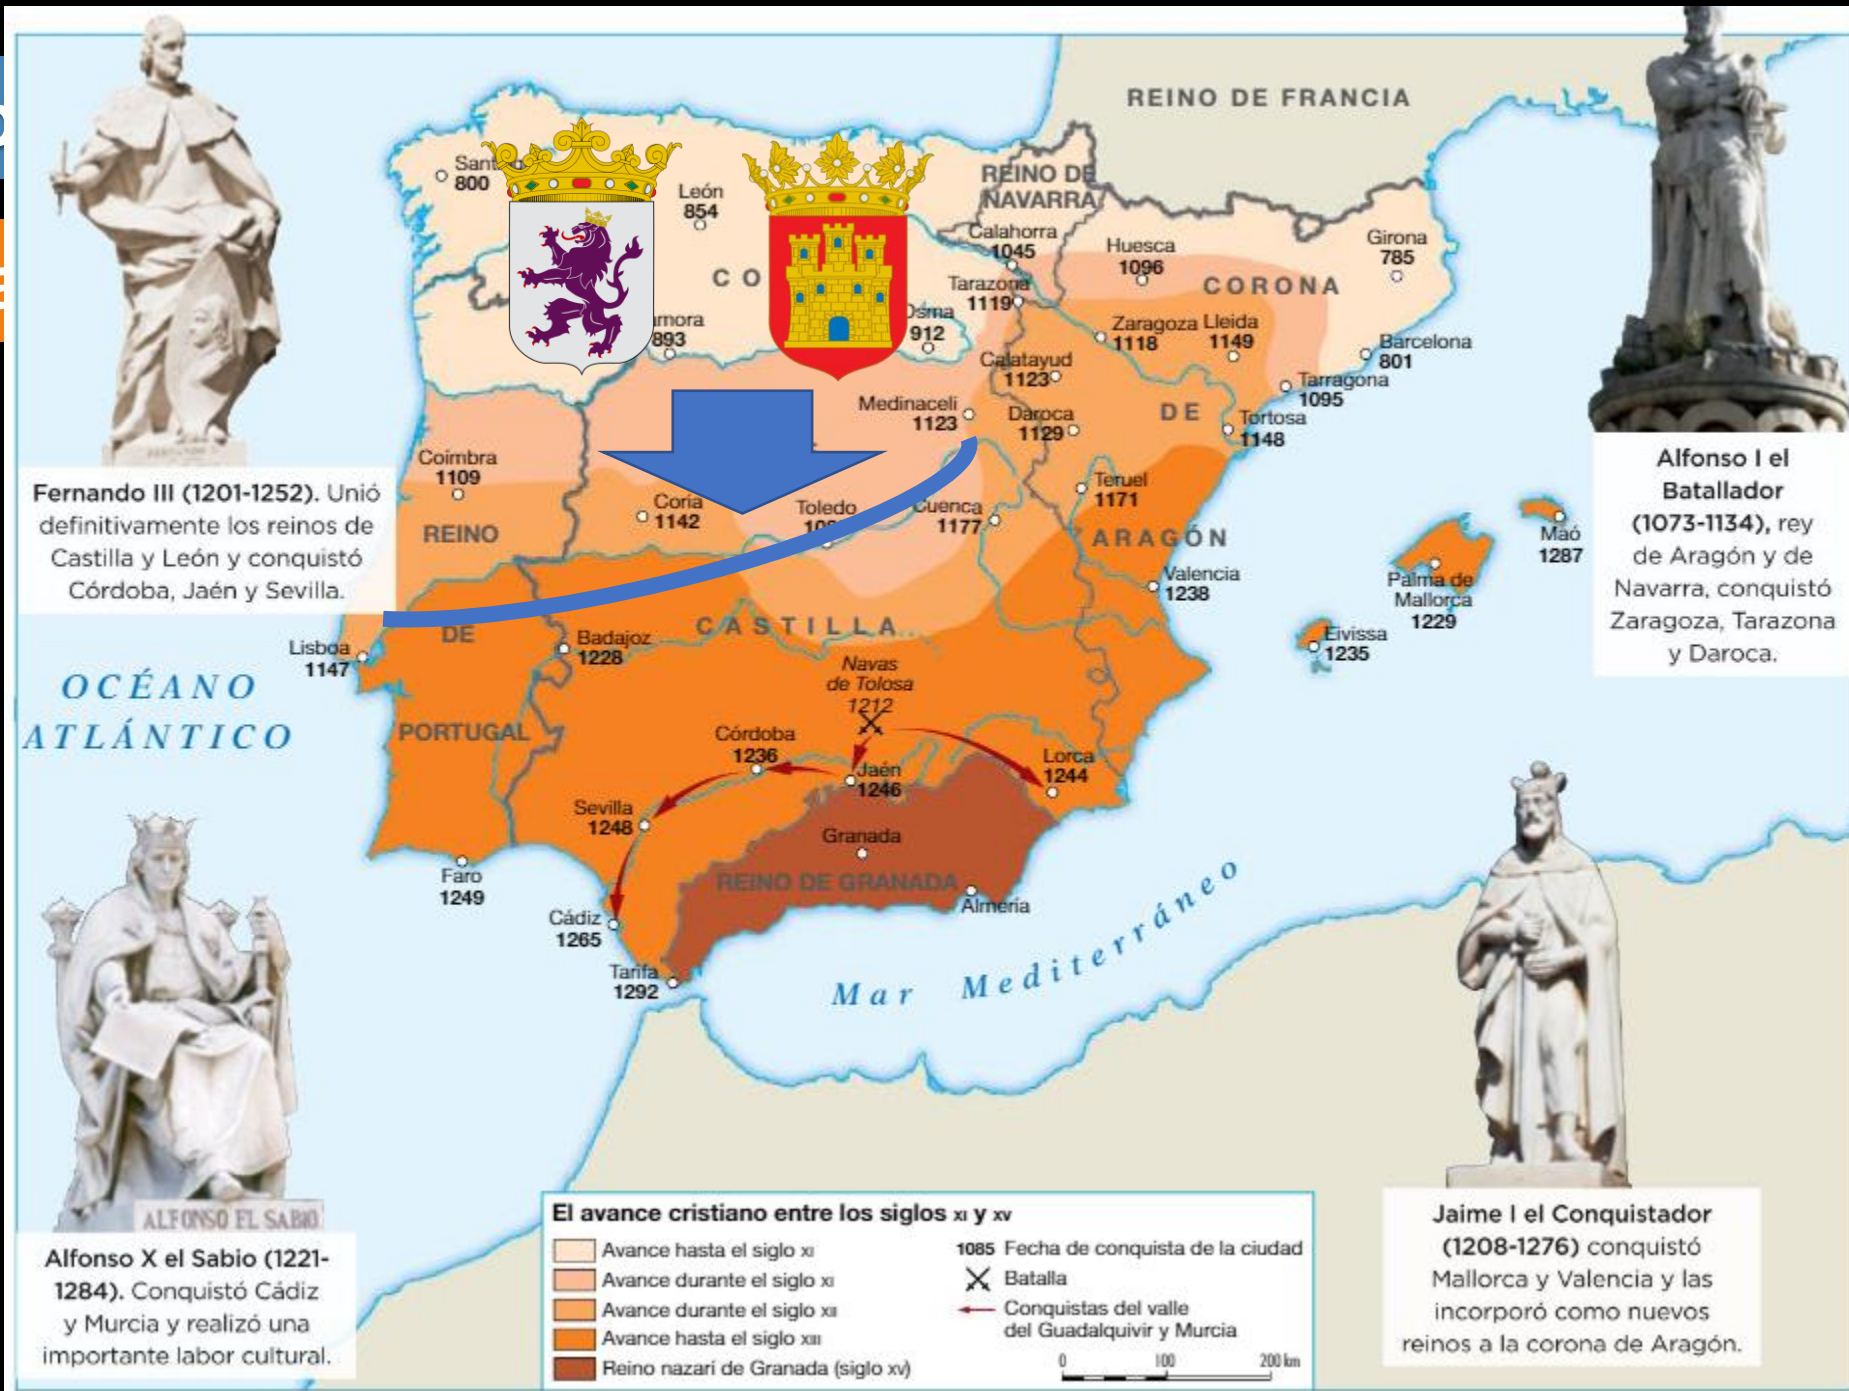 REINO DE FRANCIA
800
León
854
REINO DE
NAVARRA
Calahorra
1045
Huesca
1096
Girona
785
CO
Tarazona
1119
CORONA
912
893
Zaragoza
1118
Lleida
1149
Barcelona
801
Calatayud
1123
Tarragona
1095
Medinaceli
1123
Daroca
1129
DE
Tortosa
1148
Coímbra
1109
Teruel
1171
Coria
1142
Toledo
Cuenca
1177
REINO
ARAGÓN
Maó
1287
Valencia
1238
Palma de
Mallorca
1229
CASTILLA
DE
Badajoz
1228
Eivissa
1235
Lisboa
1147
Navas
de Tolosa
1212
OCÉANO
ATLÁNTICO
PORTUGAL
Córdoba
1236
Jaén
1246
Lorca
1244
Sevilla
1248
Granada
REINO DE GRANADA
Almería
Faro
1249
Cádiz
1265
Tarifa
1292
Mar Mediterráneo
Fernando III (1201-1252). Unió
definitivamente los reinos de
Castilla y León y conquistó
Córdoba, Jaén y Sevilla.
Alfonso I el
Batallador
(1073-1134), rey
de Aragón y de
Navarra, conquistó
Zaragoza, Tarazona
y Daroca.
ALFONSO EL SABIO
Alfonso X el Sabio (1221-
1284). Conquistó Cádiz
y Murcia y realizó una
importante labor cultural.
El avance cristiano entre los siglos XI y XV
Avance hasta el siglo XI
Avance durante el siglo XI
Avance durante el siglo XII
Avance hasta el siglo XIII
Reino nazarí de Granada (siglo XV)
1085 Fecha de conquista de la ciudad
Batalla
Conquistas del valle
del Guadalquivir y Murcia
0 100 200 km
Jaime I el Conquistador
(1208-1276) conquistó
Mallorca y Valencia y las
incorporó como nuevos
reinos a la corona de Aragón.